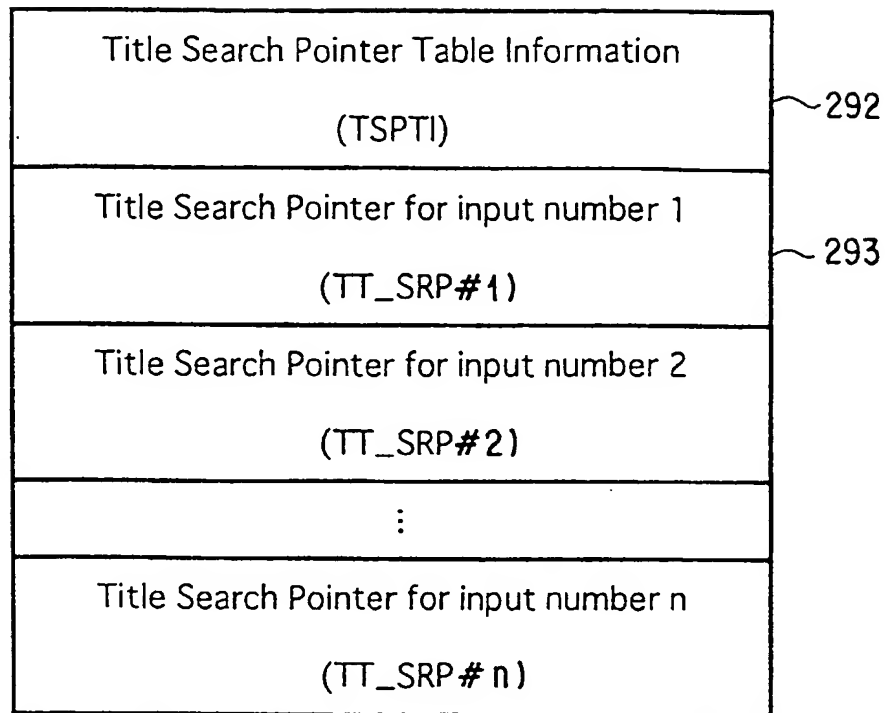 Title Search Pointer Table Information
(TSPTI)
292
Title Search Pointer for input number 1
(TT_SRP#1)
293
Title Search Pointer for input number 2
(TT_SRP#2)
⋮
Title Search Pointer for input number n
(TT_SRP#n)